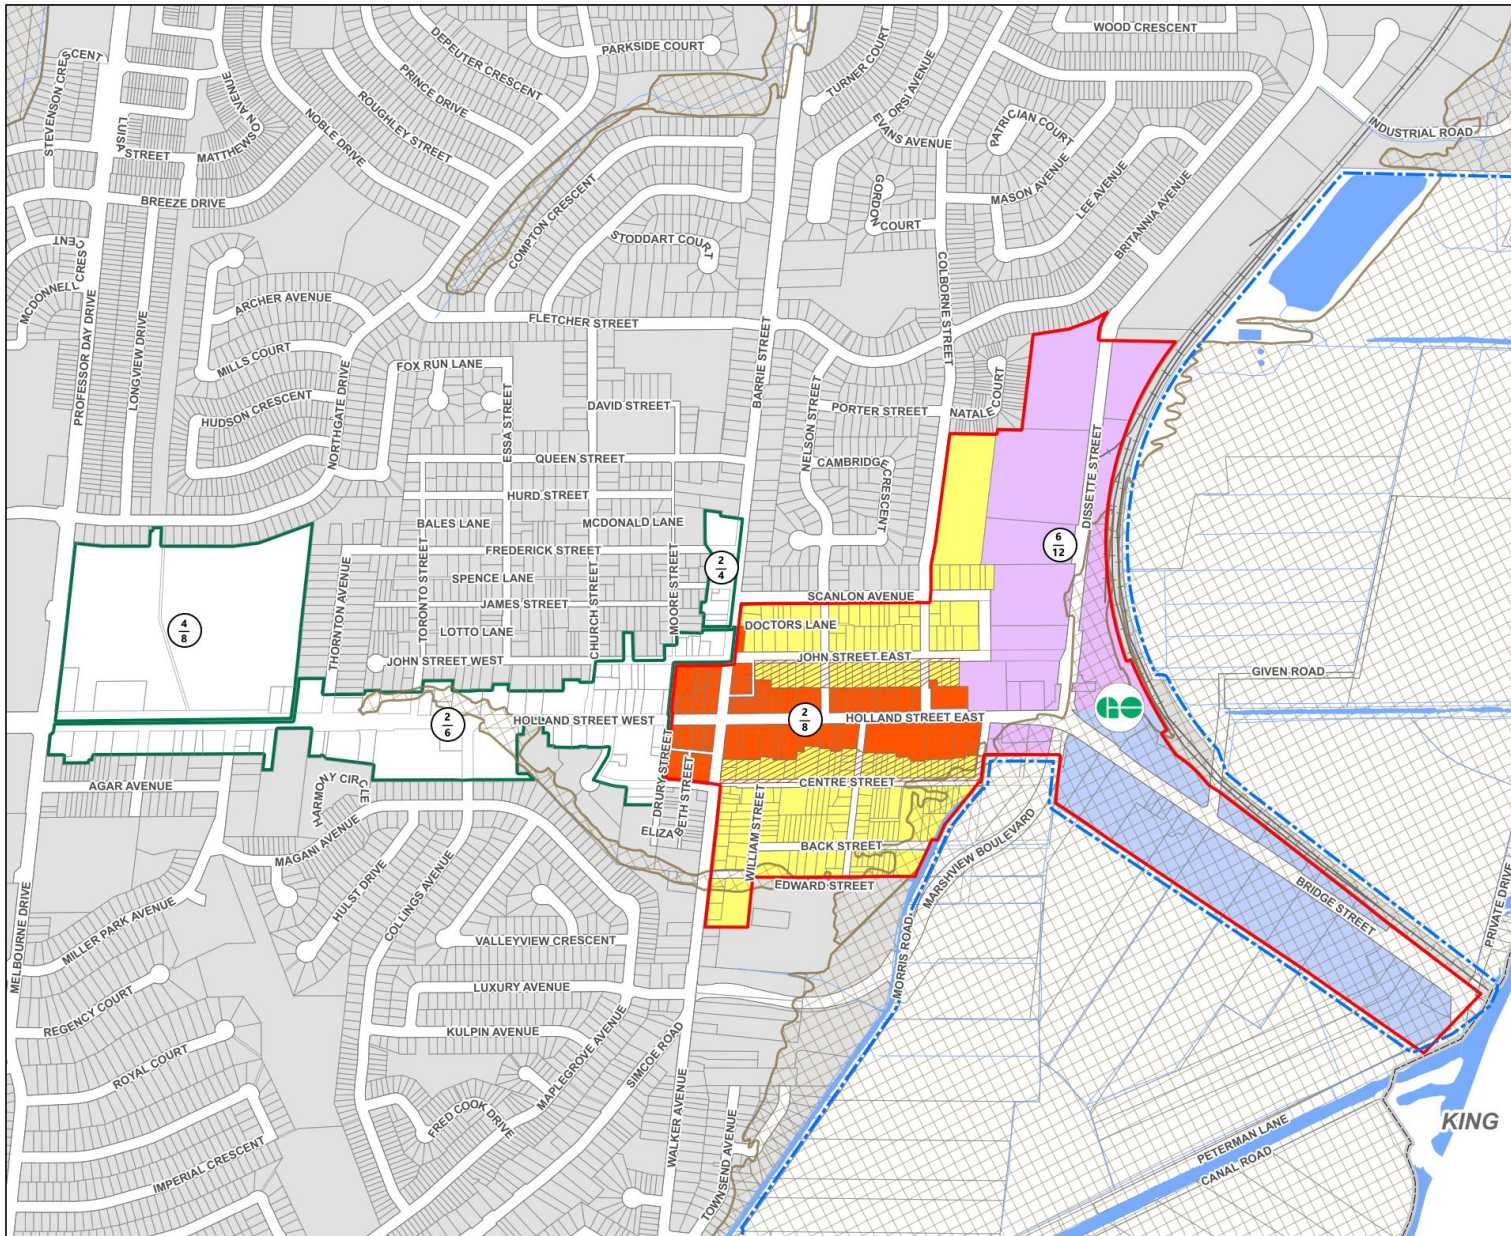 WOOD CRESCENT
PARKSIDE COURT
DEPEUTER CRESCENT
TURNER COURT
ORSI AVENUE
STEVENSON CRESCENT
PRINCE DRIVE
ROUGHLEY STREET
NOBLE DRIVE
MATTHEWSON AVENUE
LUISA
STREET
EVANS AVENUE
PATRICIAN COURT
INDUSTRIAL ROAD
MASON AVENUE
LEE AVENUE
BRITANNIA AVENUE
BREEZE DRIVE
GORDON
COURT
COMPTON CRESCENT
STODDART COURT
MCDONNELL CRESCENT
ARCHER AVENUE
COLBORNE STREET
FLETCHER STREET
PROFESSOR DAY DRIVE
LONGVIEW DRIVE
MILLS COURT
FOX RUN LANE
BARRIE STREET
HUDSON CRESCENT
NORTHGATE DRIVE
ESSA STREET
DAVID STREET
NELSON STREET
PORTER STREET
NATALE COURT
QUEEN STREET
CAMBRIDGE CRESCENT
DISSETTE STREET
HURD STREET
BALES LANE
MCDONALD LANE
FREDERICK STREET
6
12
2
4
SPENCE LANE
THORNTON AVENUE
TORONTO STREET
CHURCH STREET
MOORE STREET
JAMES STREET
SCANLON AVENUE
4
8
LOTTO LANE
DOCTORS LANE
JOHN STREET WEST
JOHN STREET EAST
GIVEN ROAD
2
6
HOLLAND STREET WEST
2
8
HOLLAND STREET EAST
GO
AGAR AVENUE
HARMONY CIRCLE
DRURY STREET
ELIZABETH STREET
CENTRE STREET
WILLIAM STREET
MAGANI AVENUE
BACK STREET
MARSHVIEW BOULEVARD
EDWARD STREET
BRIDGE STREET
HULST DRIVE
COLLINGS AVENUE
MELBOURNE DRIVE
MILLER PARK AVENUE
VALLEYVIEW CRESCENT
MORRIS ROAD
PRIVATE DRIVE
LUXURY AVENUE
REGENCY COURT
KULPIN AVENUE
ROYAL COURT
MAPLEGROVE AVENUE
SIMCOE ROAD
FRED COOK DRIVE
WALKER AVENUE
TOWNSEND AVENUE
IMPERIAL CRESCENT
PETERMAN LANE
CANAL ROAD
KING